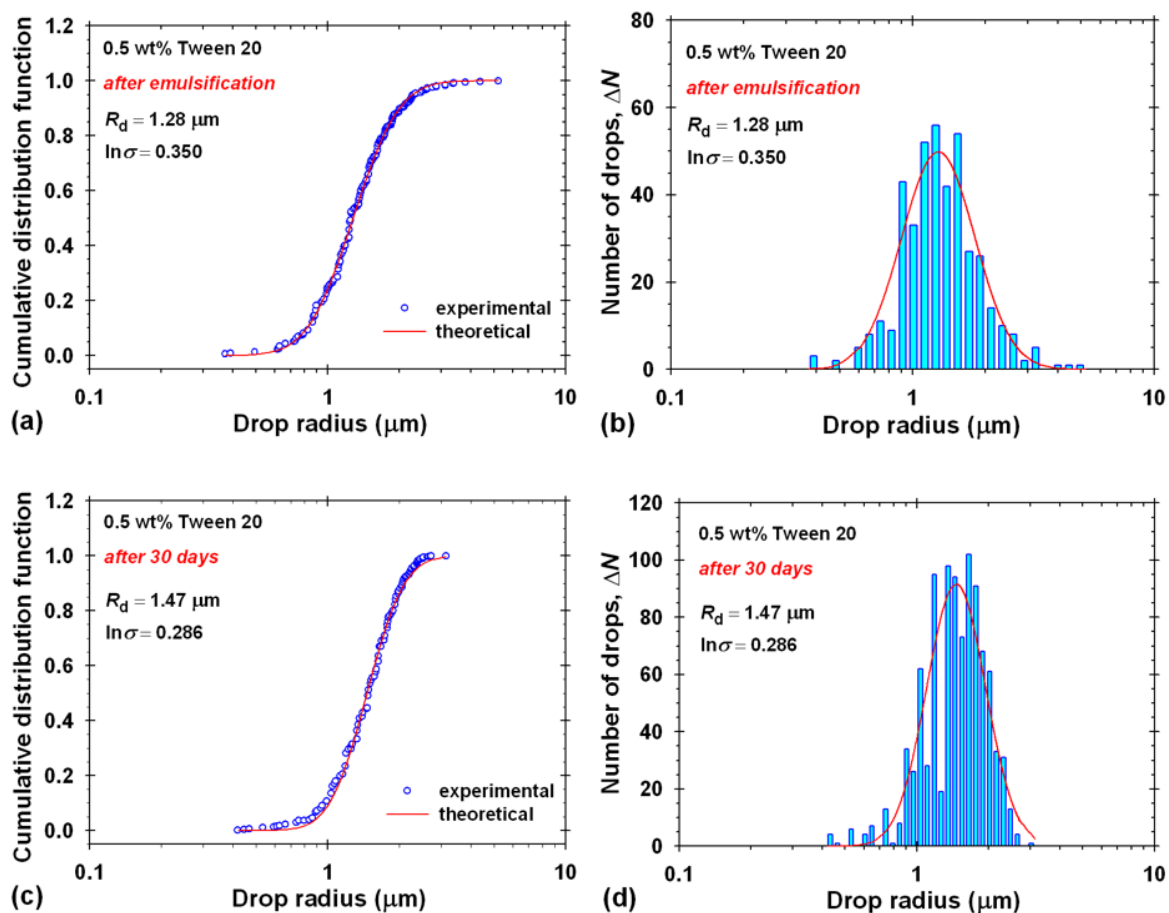 1.2
1.0
0.8
0.6
0.4
0.2
0.0
Cumulative distribution function
0.5 wt% Tween 20
after emulsification
R_d = 1.28 μm
lnσ = 0.350
experimental
theoretical
0.1
1
10
Drop radius (μm)
(a)
80
60
40
20
0
Number of drops, ΔN
0.5 wt% Tween 20
after emulsification
R_d = 1.28 μm
lnσ = 0.350
0.1
1
10
Drop radius (μm)
(b)
1.2
1.0
0.8
0.6
0.4
0.2
0.0
Cumulative distribution function
0.5 wt% Tween 20
after 30 days
R_d = 1.47 μm
lnσ = 0.286
experimental
theoretical
0.1
1
10
Drop radius (μm)
(c)
120
100
80
60
40
20
0
Number of drops, ΔN
0.5 wt% Tween 20
after 30 days
R_d = 1.47 μm
lnσ = 0.286
0.1
1
10
Drop radius (μm)
(d)